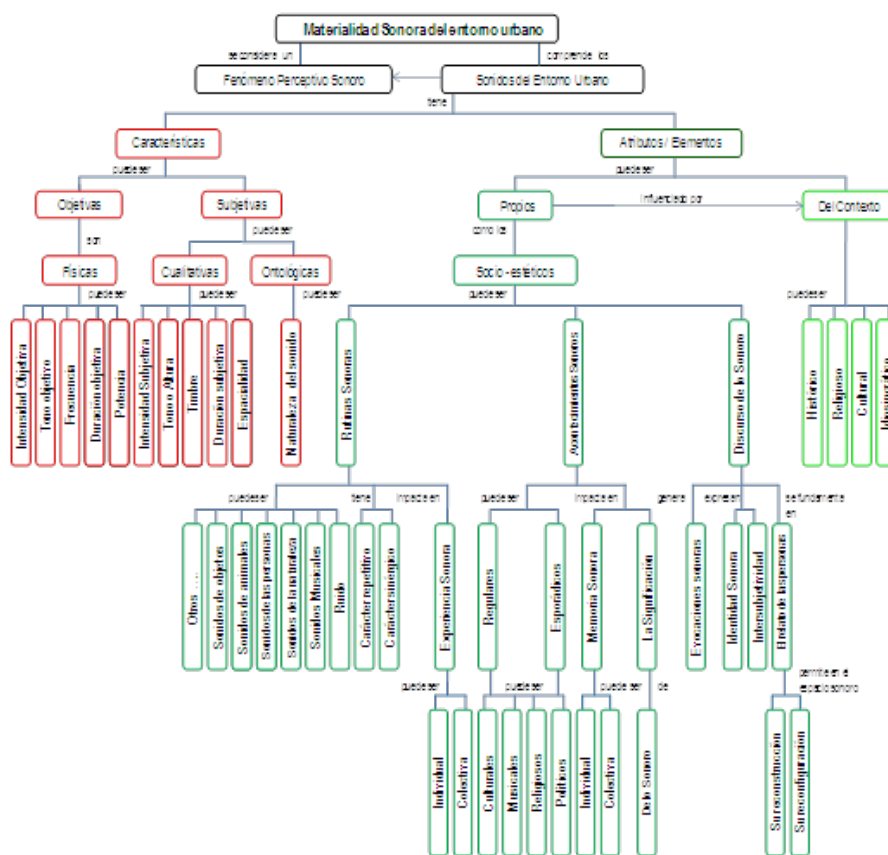 Materialidad Sonora del entorno urbano
se considera un
comprende los
Fenómeno Perceptivo Sonoro
Sonidos del Entorno Urbano
tiene
Características
Atributos / Elementos
puede ser
puede ser
Objetivas
Subjetivas
Propios
influenciado por
Del Contexto
son
puede ser
como los
Físicas
Cualitativas
Ontológicas
Socio-estéticos
puede ser
puede ser
puede ser
puede ser
puede ser
Intensidad Objetiva
Tono objetivo
Frecuencia
Duración objetiva
Potencia
Intensidad Subjetiva
Tono o Altura
Timbre
Duración subjetiva
Espacialidad
Naturaleza del sonido
Rutinas Sonoras
Acontecimientos Sonoros
Discurso de lo Sonoro
Histórico
Religioso
Cultural
Idiosincrático
puede ser
tiene
impacta en
puede ser
impacta en
genera
expresan
se fundamenta
en
Otros .....
Sonidos de objetos
Sonidos de animales
Sonidos de las personas
Sonidos de la naturaleza
Sonidos Musicales
Ruido
Carácter repetitivo
Carácter sinérgico
Experiencia Sonora
Regulares
Esporádicos
Memoria Sonora
La Significación
Evocaciones sonoras
Identidad Sonora
Intersubjetividad
El relato de las personas
puede ser
puede ser
puede ser
de
permite en el
espacio sonoro
Individual
Colectiva
Culturales
Musicales
Religiosos
Políticos
Individual
Colectiva
De lo Sonoro
Su reconstrucción
Su reconfiguración